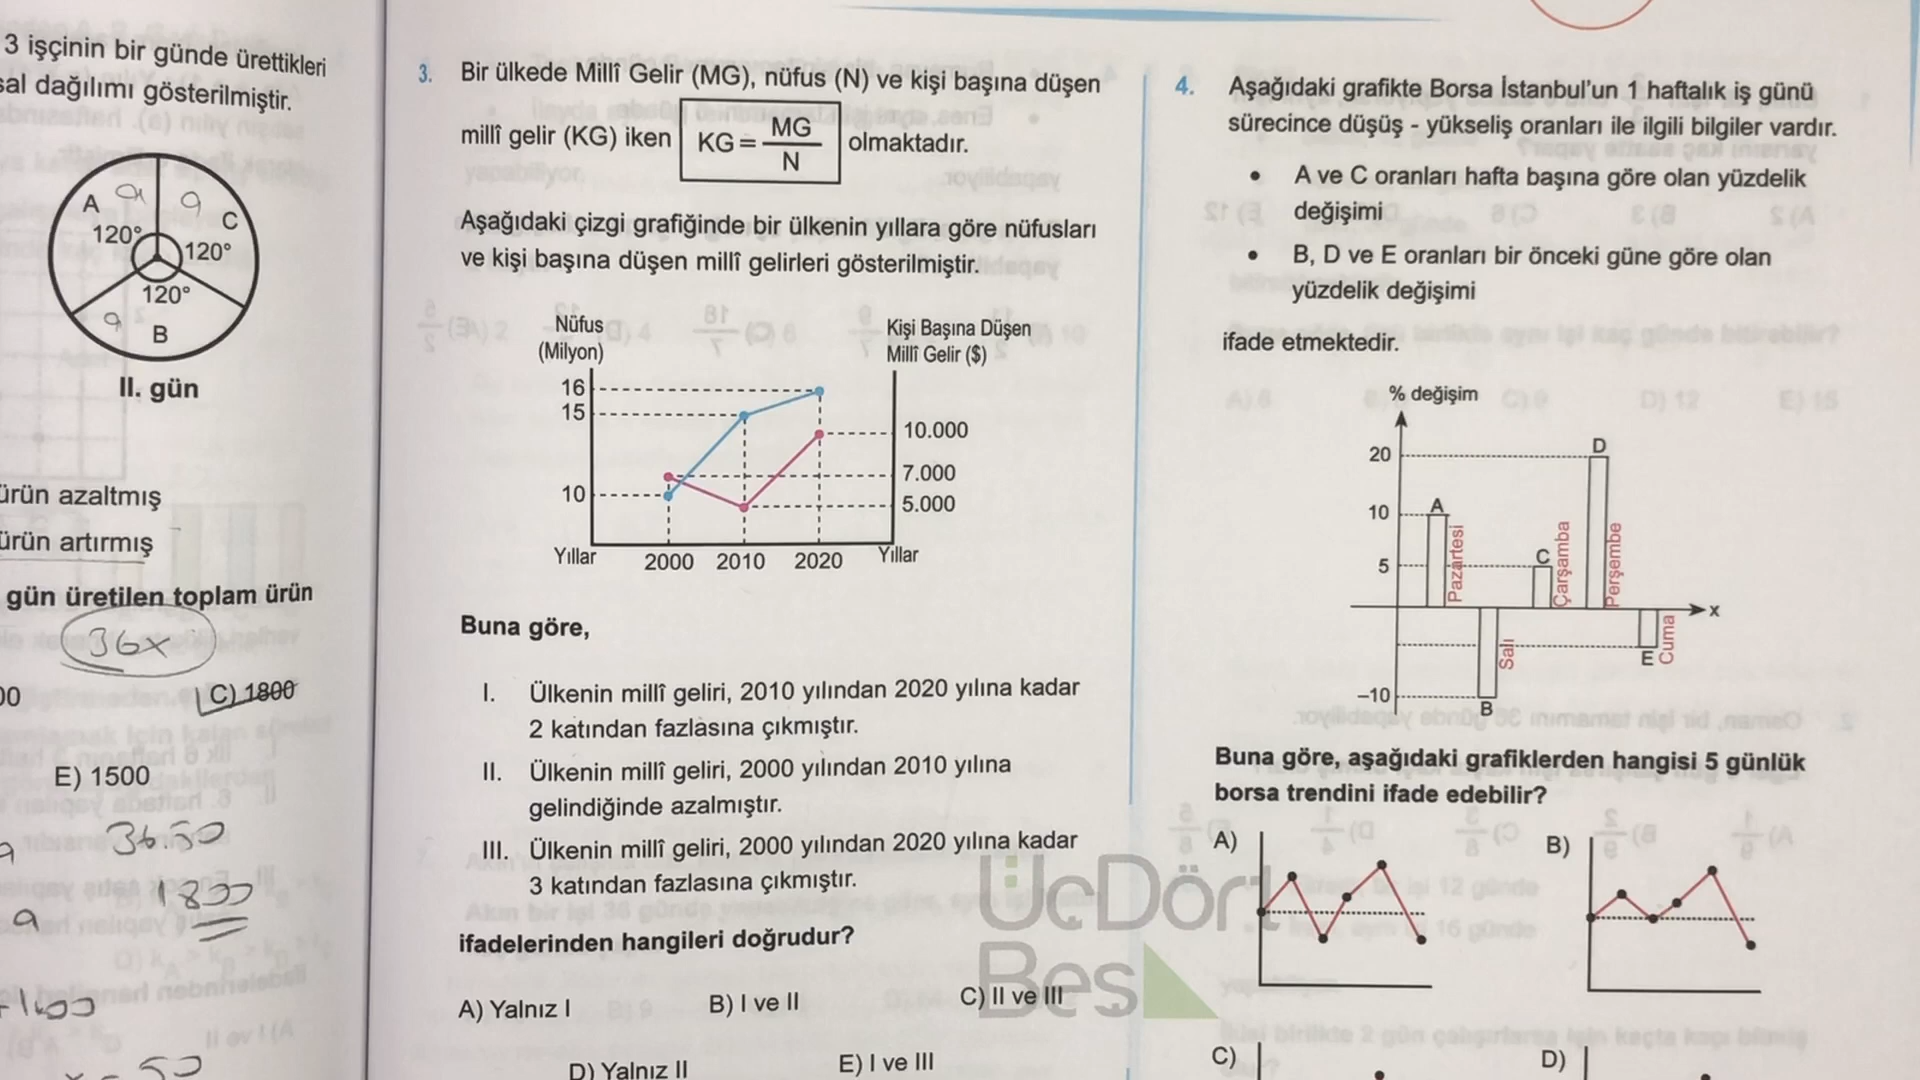 3 işçinin bir günde ürettikleri
sal dağılımı gösterilmiştir.
A
a
120°
9
C
120°
120°
9
B
II. gün
ürün azaltmış
ürün artırmış
gün üretilen toplam ürün
36x
00
C) 1800
E) 1500
36.50
1800
a
50
3.
Bir ülkede Millî Gelir (MG), nüfus (N) ve kişi başına düşen
millî gelir (KG) iken KG = MG / N olmaktadır.
Aşağıdaki çizgi grafiğinde bir ülkenin yıllara göre nüfusları
ve kişi başına düşen millî gelirleri gösterilmiştir.
Nüfus
(Milyon)
Kişi Başına Düşen
Millî Gelir ($)
16
15
10
10.000
7.000
5.000
Yıllar
2000 2010 2020
Yıllar
Buna göre,
I. Ülkenin millî geliri, 2010 yılından 2020 yılına kadar
2 katından fazlasına çıkmıştır.
II. Ülkenin millî geliri, 2000 yılından 2010 yılına
gelindiğinde azalmıştır.
III. Ülkenin millî geliri, 2000 yılından 2020 yılına kadar
3 katından fazlasına çıkmıştır.
ifadelerinden hangileri doğrudur?
A) Yalnız I
B) I ve II
C) II ve III
D) Yalnız II
E) I ve III
4.
Aşağıdaki grafikte Borsa İstanbul'un 1 haftalık iş günü
sürecince düşüş - yükseliş oranları ile ilgili bilgiler vardır.
• A ve C oranları hafta başına göre olan yüzdelik
değişimi
• B, D ve E oranları bir önceki güne göre olan
yüzdelik değişimi
ifade etmektedir.
% değişim
20
10
5
-10
A
Pazartesi
B
Salı
C
Çarşamba
D
Perşembe
E
Cuma
x
Buna göre, aşağıdaki grafiklerden hangisi 5 günlük
borsa trendini ifade edebilir?
A)
B)
C)
D)
ÜçDört
Beş